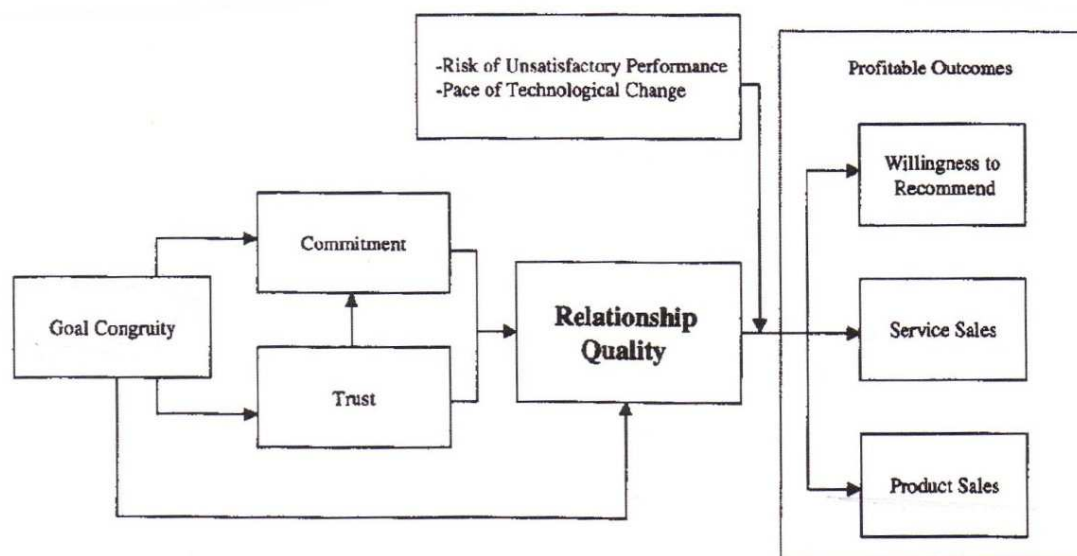 -Risk of Unsatisfactory Performance
-Pace of Technological Change
Profitable Outcomes
Willingness to
Recommend
Commitment
Goal Congruity
Relationship
Quality
Service Sales
Trust
Product Sales